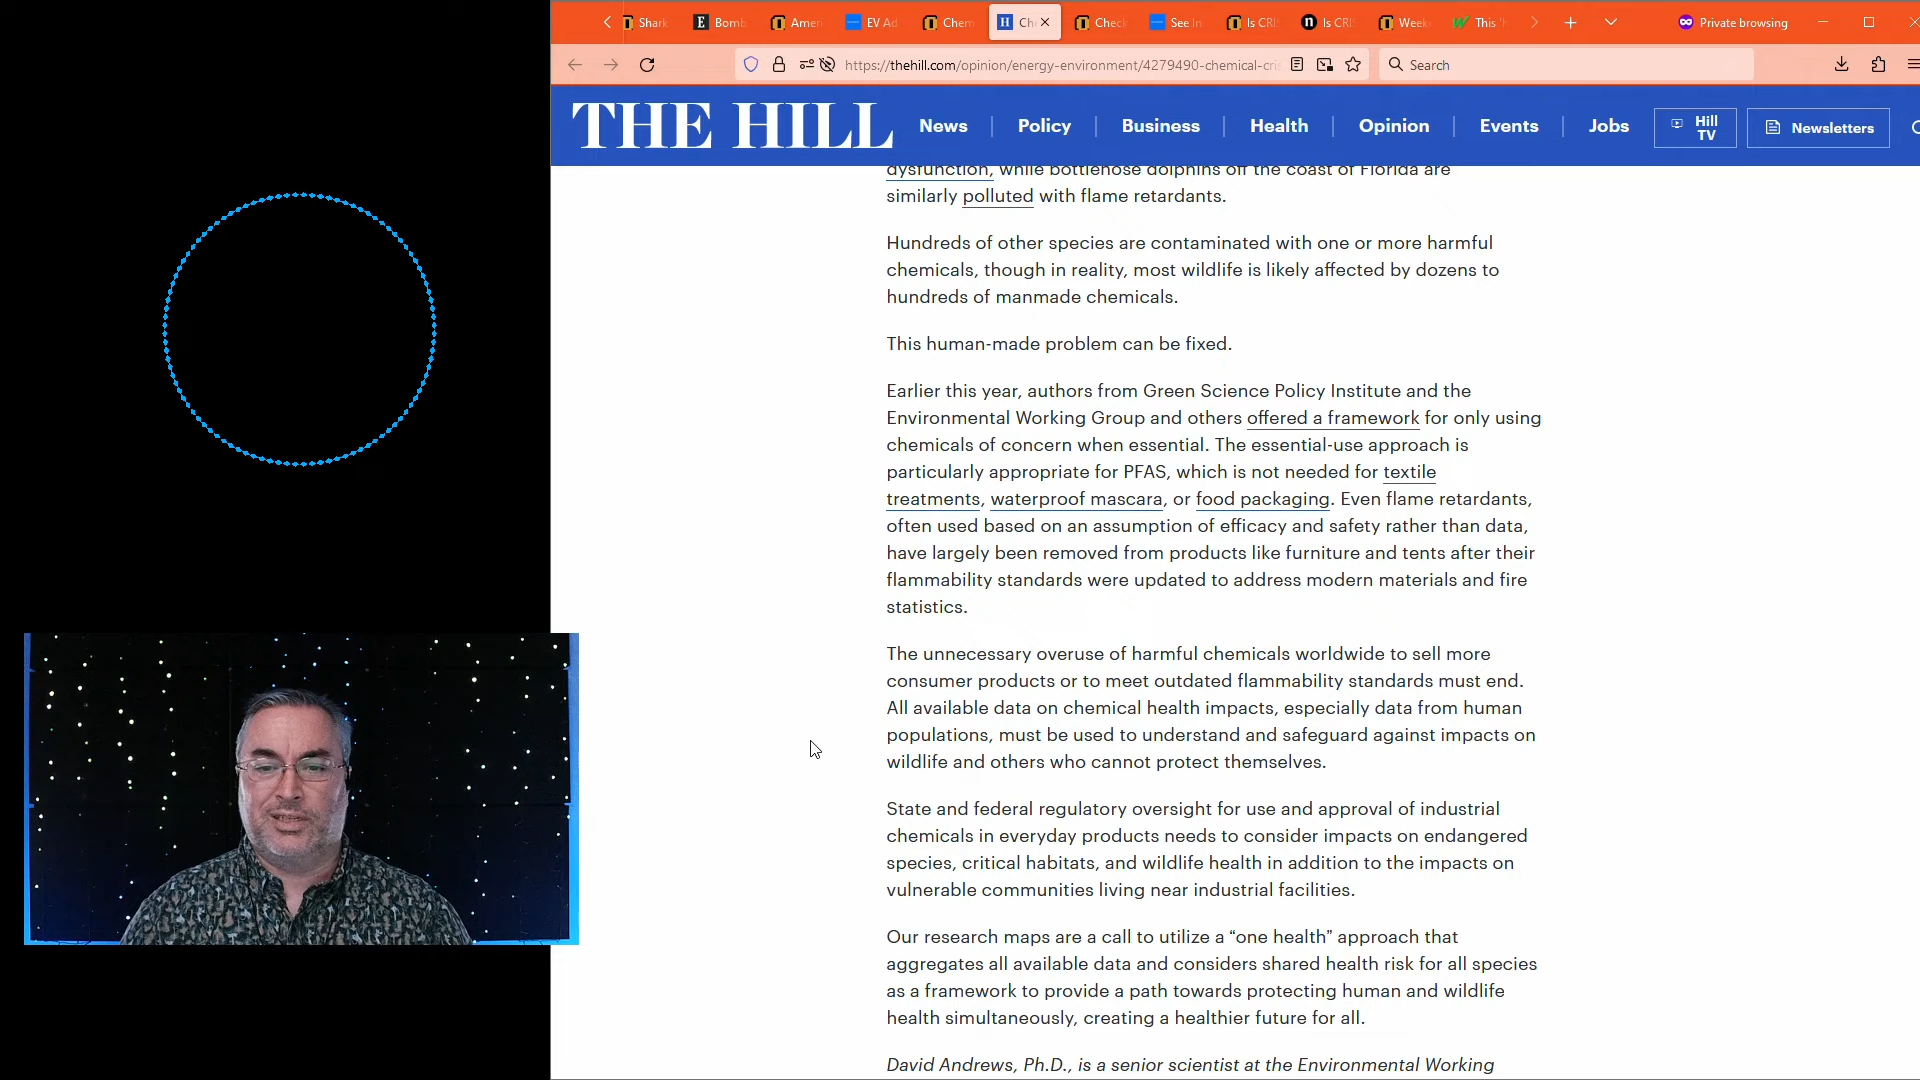 Shark
Bomb
Amer
EV Ad
Chem
Ch
Check
See In
Is CRI
Is CRI
Week
This
Private browsing
https://thehill.com/opinion/energy-environment/4279490-chemical-cri
Search
THE HILL
News
Policy
Business
Health
Opinion
Events
Jobs
Hill
TV
Newsletters
dysfunction, while bottlenose dolphins off the coast of Florida are
similarly polluted with flame retardants.
Hundreds of other species are contaminated with one or more harmful
chemicals, though in reality, most wildlife is likely affected by dozens to
hundreds of manmade chemicals.
This human-made problem can be fixed.
Earlier this year, authors from Green Science Policy Institute and the
Environmental Working Group and others offered a framework for only using
chemicals of concern when essential. The essential-use approach is
particularly appropriate for PFAS, which is not needed for textile
treatments, waterproof mascara, or food packaging. Even flame retardants,
often used based on an assumption of efficacy and safety rather than data,
have largely been removed from products like furniture and tents after their
flammability standards were updated to address modern materials and fire
statistics.
The unnecessary overuse of harmful chemicals worldwide to sell more
consumer products or to meet outdated flammability standards must end.
All available data on chemical health impacts, especially data from human
populations, must be used to understand and safeguard against impacts on
wildlife and others who cannot protect themselves.
State and federal regulatory oversight for use and approval of industrial
chemicals in everyday products needs to consider impacts on endangered
species, critical habitats, and wildlife health in addition to the impacts on
vulnerable communities living near industrial facilities.
Our research maps are a call to utilize a “one health” approach that
aggregates all available data and considers shared health risk for all species
as a framework to provide a path towards protecting human and wildlife
health simultaneously, creating a healthier future for all.
David Andrews, Ph.D., is a senior scientist at the Environmental Working